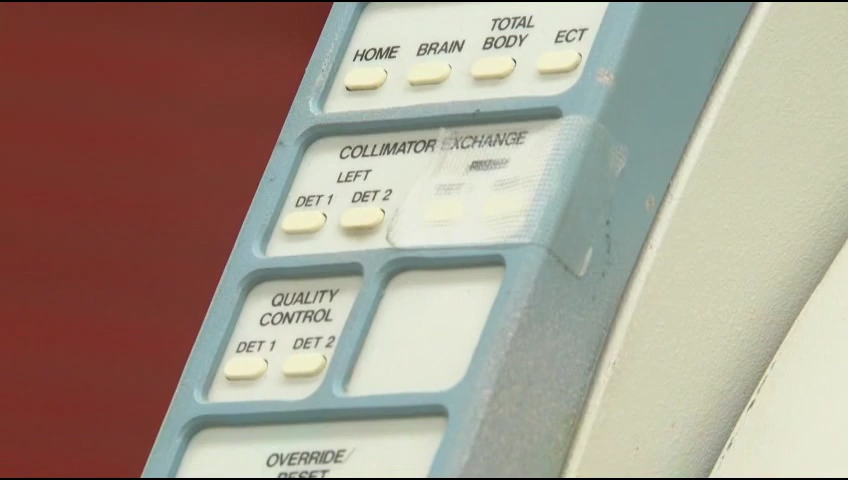 HOME BRAIN TOTAL BODY ECT
COLLIMATOR EXCHANGE
LEFT
DET 1 DET 2
QUALITY
CONTROL
DET 1 DET 2
OVERRIDE/
RESET